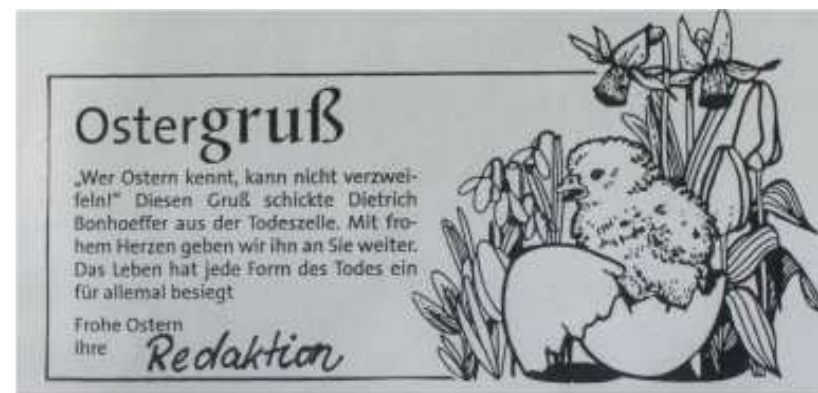 Ostergruß
„Wer Ostern kennt, kann nicht verzwei-
feln!“ Diesen Gruß schickte Dietrich
Bonhoeffer aus der Todeszelle. Mit fro-
hem Herzen geben wir ihn an Sie weiter.
Das Leben hat jede Form des Todes ein
für allemal besiegt
Frohe Ostern
Ihre Redaktion